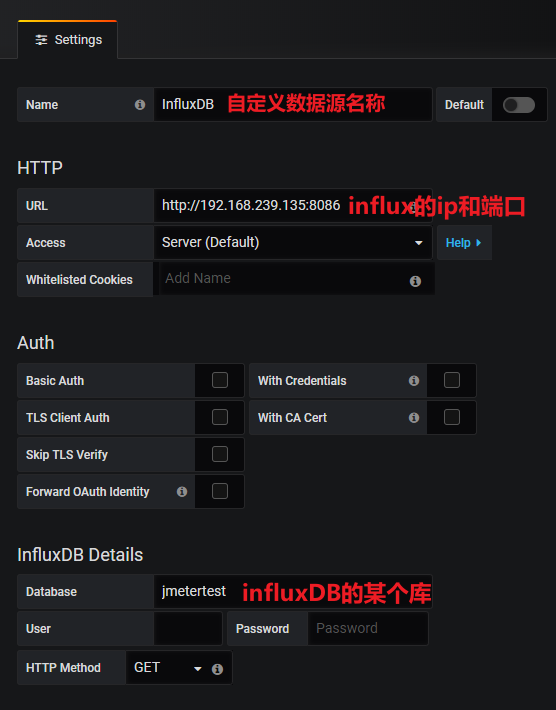 Settings
Name InfluxDB 自定义数据源名称 Default
HTTP
URL http://192.168.239.135:8086 influx的ip和端口
Access Server (Default) Help
Whitelisted Cookies Add Name
Auth
Basic Auth With Credentials
TLS Client Auth With CA Cert
Skip TLS Verify
Forward OAuth Identity
InfluxDB Details
Database jmetertest influxDB的某个库
User Password Password
HTTP Method GET